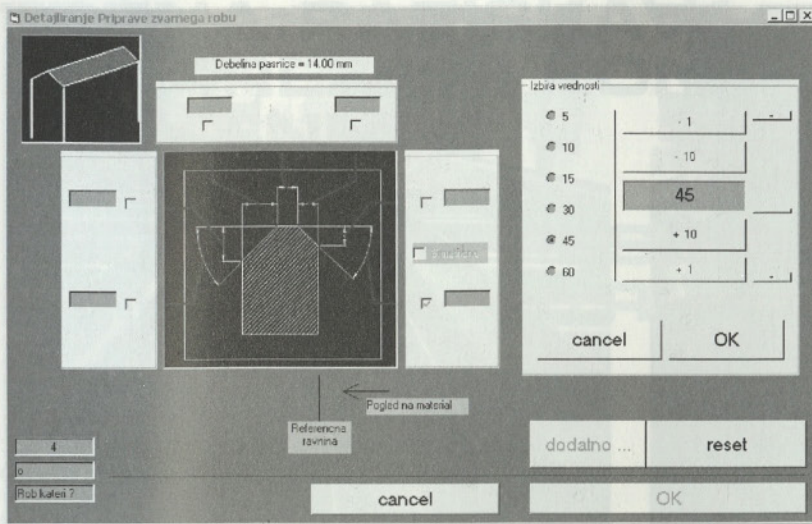 Detajliranje Priprave zvarnega robu
Debelina pasnice = 14.00 mm
Izbira vrednosti
5
10
15
30
45
60
- 1
- 10
45
+ 10
+ 1
cancel
OK
Pogled na material
Referencna
ravnina
4
o
Rob kateri ?
dodatno ...
reset
cancel
OK